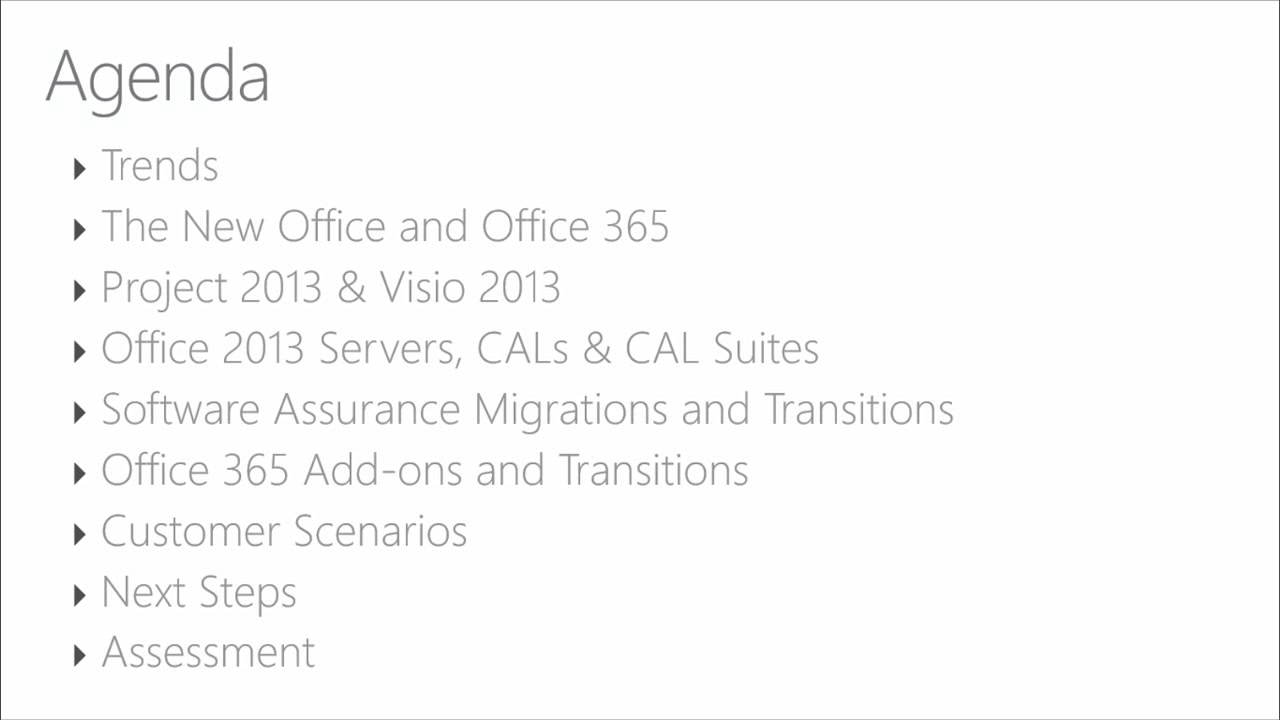 Agenda
Trends
The New Office and Office 365
Project 2013 & Visio 2013
Office 2013 Servers, CALs & CAL Suites
Software Assurance Migrations and Transitions
Office 365 Add-ons and Transitions
Customer Scenarios
Next Steps
Assessment